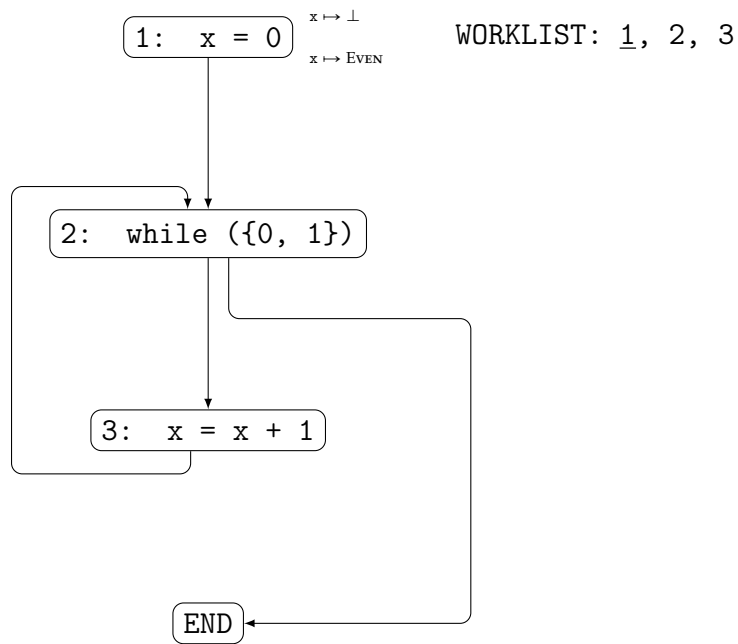 x ↦ ⊥
1:  x = 0
WORKLIST: 1, 2, 3
x ↦ Even
2:  while ({0, 1})
3:  x = x + 1
END